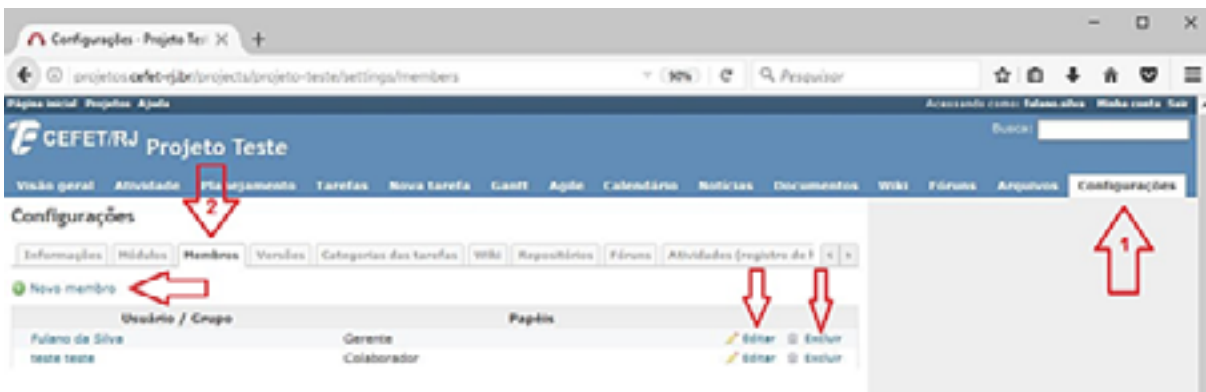 Configurações - Projeto Tes
projetos.cefet-rj.br/projects/projeto-teste/settings/members 90% Pesquisar
Página inicial Projetos Ajuda Acessando como: fulano.silva Minha conta Sair
CEFET/RJ Projeto Teste Busca:
Visão geral Atividade Planejamento Tarefas Nova tarefa Gantt Agile Calendário Notícias Documentos Wiki Fóruns Arquivos Configurações
2
1
Configurações
Informações Módulos Membros Versões Categorias das tarefas Wiki Repositórios Fóruns Atividades (registro de
Novo membro
Usuário / Grupo Papéis
Fulano da Silva Gerente Editar Excluir
teste teste Colaborador Editar Excluir